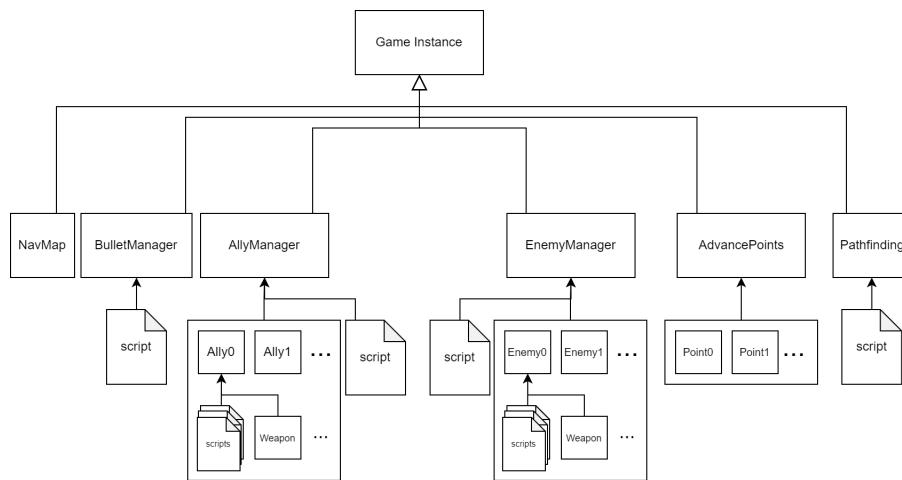 Game Instance
NavMap
BulletManager
AllyManager
EnemyManager
AdvancePoints
Pathfinding
script
script
script
script
Ally0
Ally1
...
Enemy0
Enemy1
...
Point0
Point1
...
scripts
Weapon
...
scripts
Weapon
...